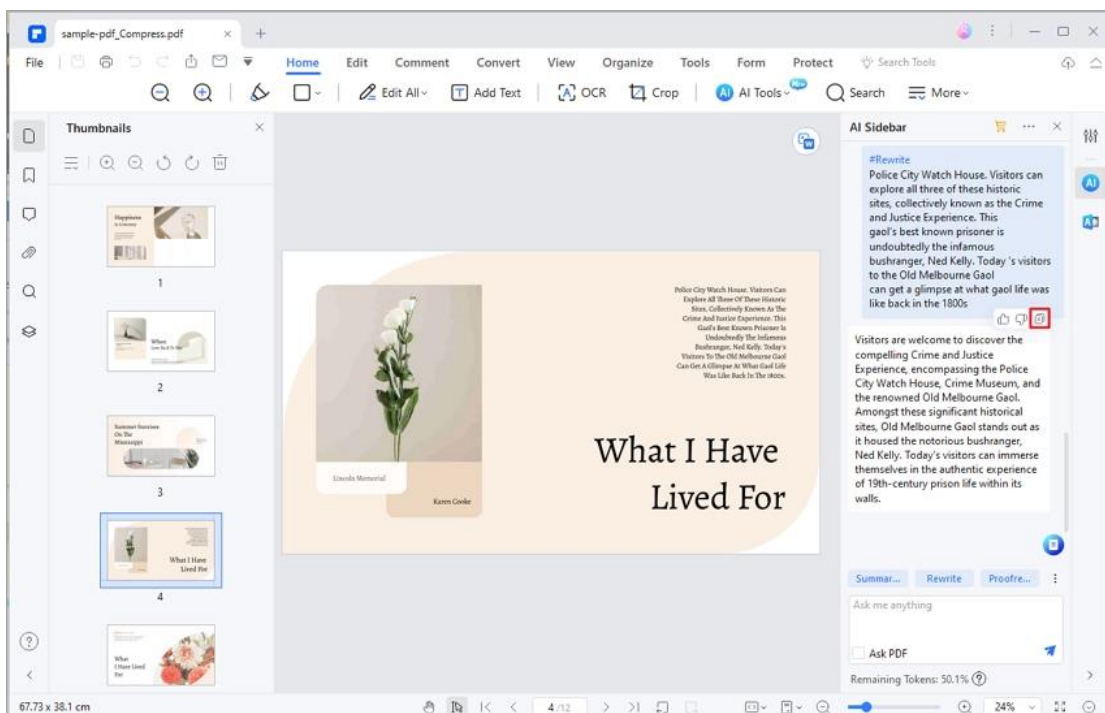 sample-pdf_Compress.pdf
File
Home Edit Comment Convert View Organize Tools Form Protect Search Tools
Edit All Add Text OCR Crop AI Tools Search More
Thumbnails
Happiness
1
When
2
Summer Sunrises
On The
Mississippi
3
What I Have
Lived For
4
What
I Have Lived
For
Police City Watch House. Visitors Can
Explore All Three Of These Historic
Sites, Collectively Known As The
Crime And Justice Experience. This
Gaol's Best Known Prisoner Is
Undoubtedly The Infamous
Bushranger, Ned Kelly. Today's
Visitors To The Old Melbourne Gaol
Can Get A Glimpse At What Gaol Life
Was Like Back In The 1800s.
Lincoln Memorial
Karen Cooke
What I Have
Lived For
AI Sidebar
#Rewrite
Police City Watch House. Visitors can
explore all three of these historic
sites, collectively known as the Crime
and Justice Experience. This
gaol's best known prisoner is
undoubtedly the infamous
bushranger, Ned Kelly. Today 's visitors
to the Old Melbourne Gaol
can get a glimpse at what gaol life was
like back in the 1800s
Visitors are welcome to discover the
compelling Crime and Justice
Experience, encompassing the Police
City Watch House, Crime Museum, and
the renowned Old Melbourne Gaol.
Amongst these significant historical
sites, Old Melbourne Gaol stands out as
it housed the notorious bushranger,
Ned Kelly. Today's visitors can immerse
themselves in the authentic experience
of 19th-century prison life within its
walls.
Summar... Rewrite Proofre...
Ask me anything
Ask PDF
Remaining Tokens: 50.1%
67.73 x 38.1 cm
4 /12
24%